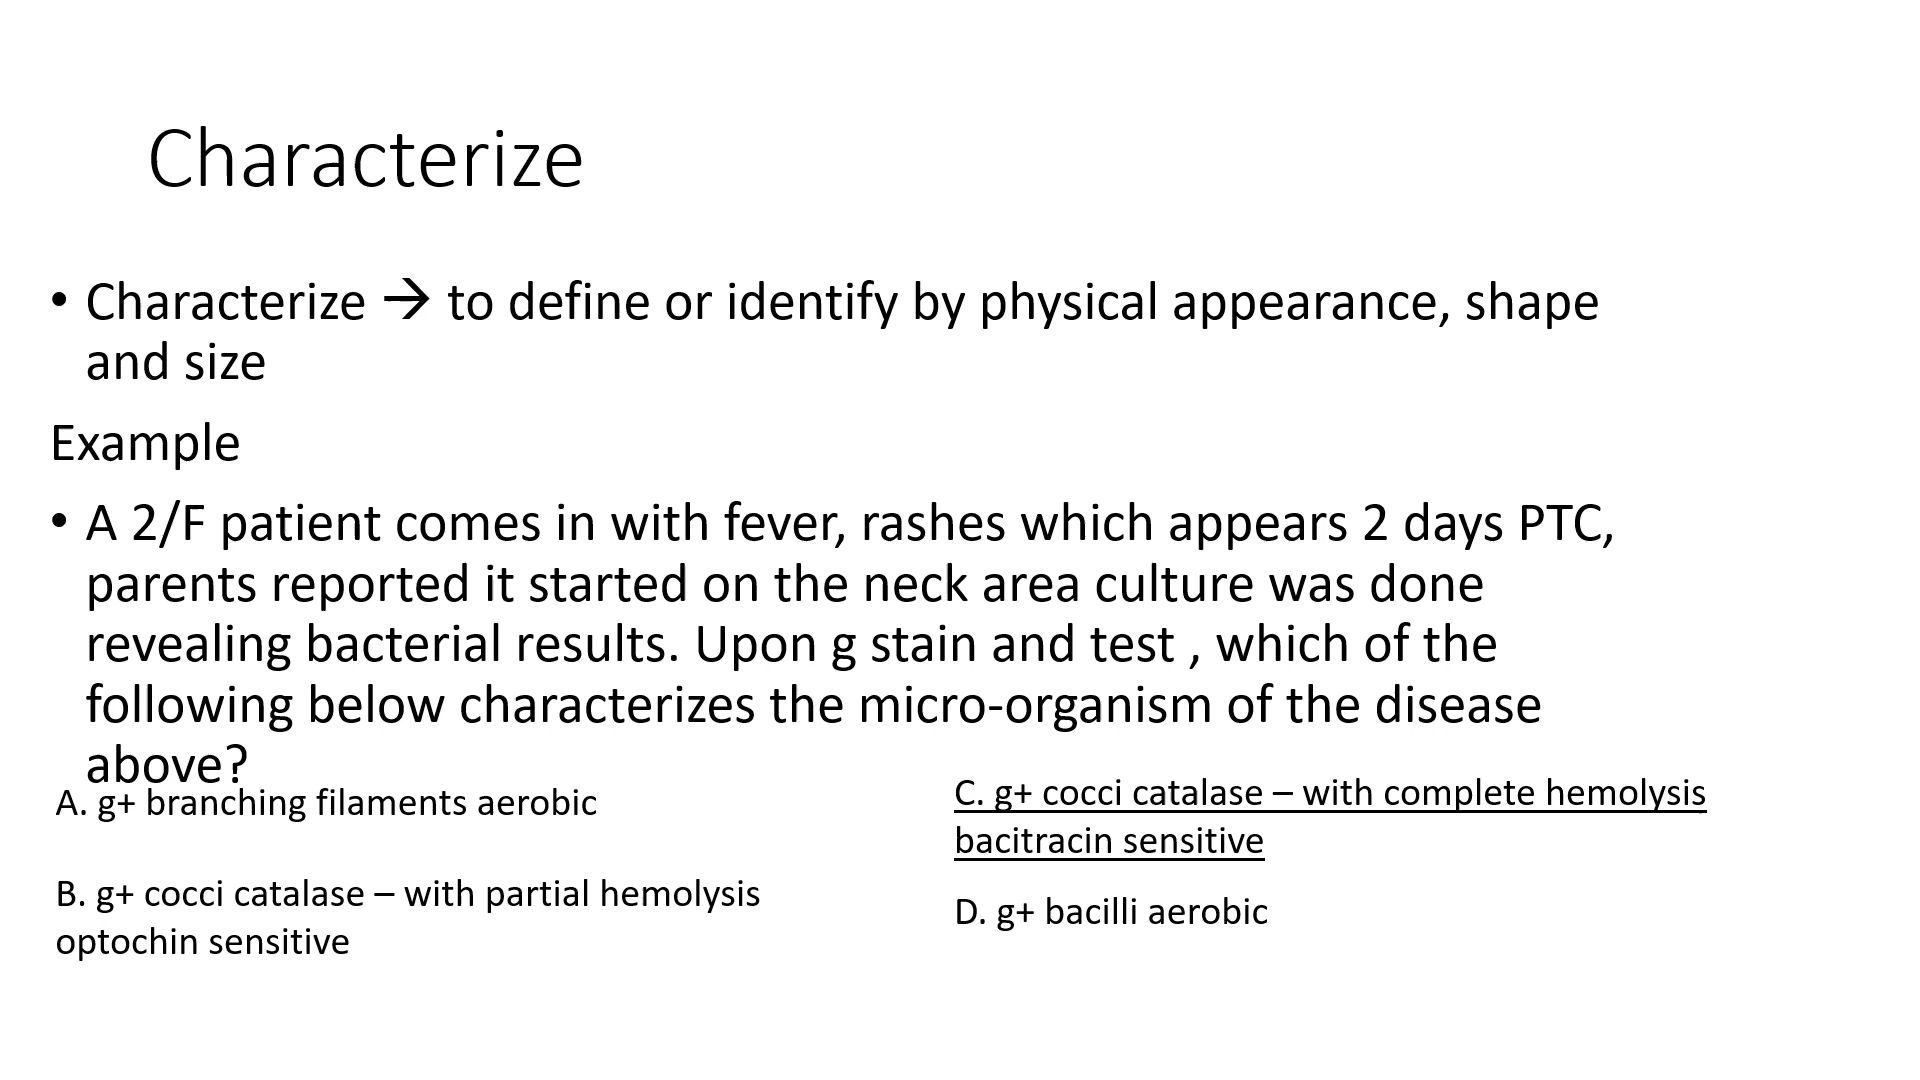 Characterize
• Characterize → to define or identify by physical appearance, shape
and size
Example
• A 2/F patient comes in with fever, rashes which appears 2 days PTC,
parents reported it started on the neck area culture was done
revealing bacterial results. Upon g stain and test , which of the
following below characterizes the micro-organism of the disease
above?
A. g+ branching filaments aerobic
B. g+ cocci catalase – with partial hemolysis
optochin sensitive
C. g+ cocci catalase – with complete hemolysis
bacitracin sensitive
D. g+ bacilli aerobic